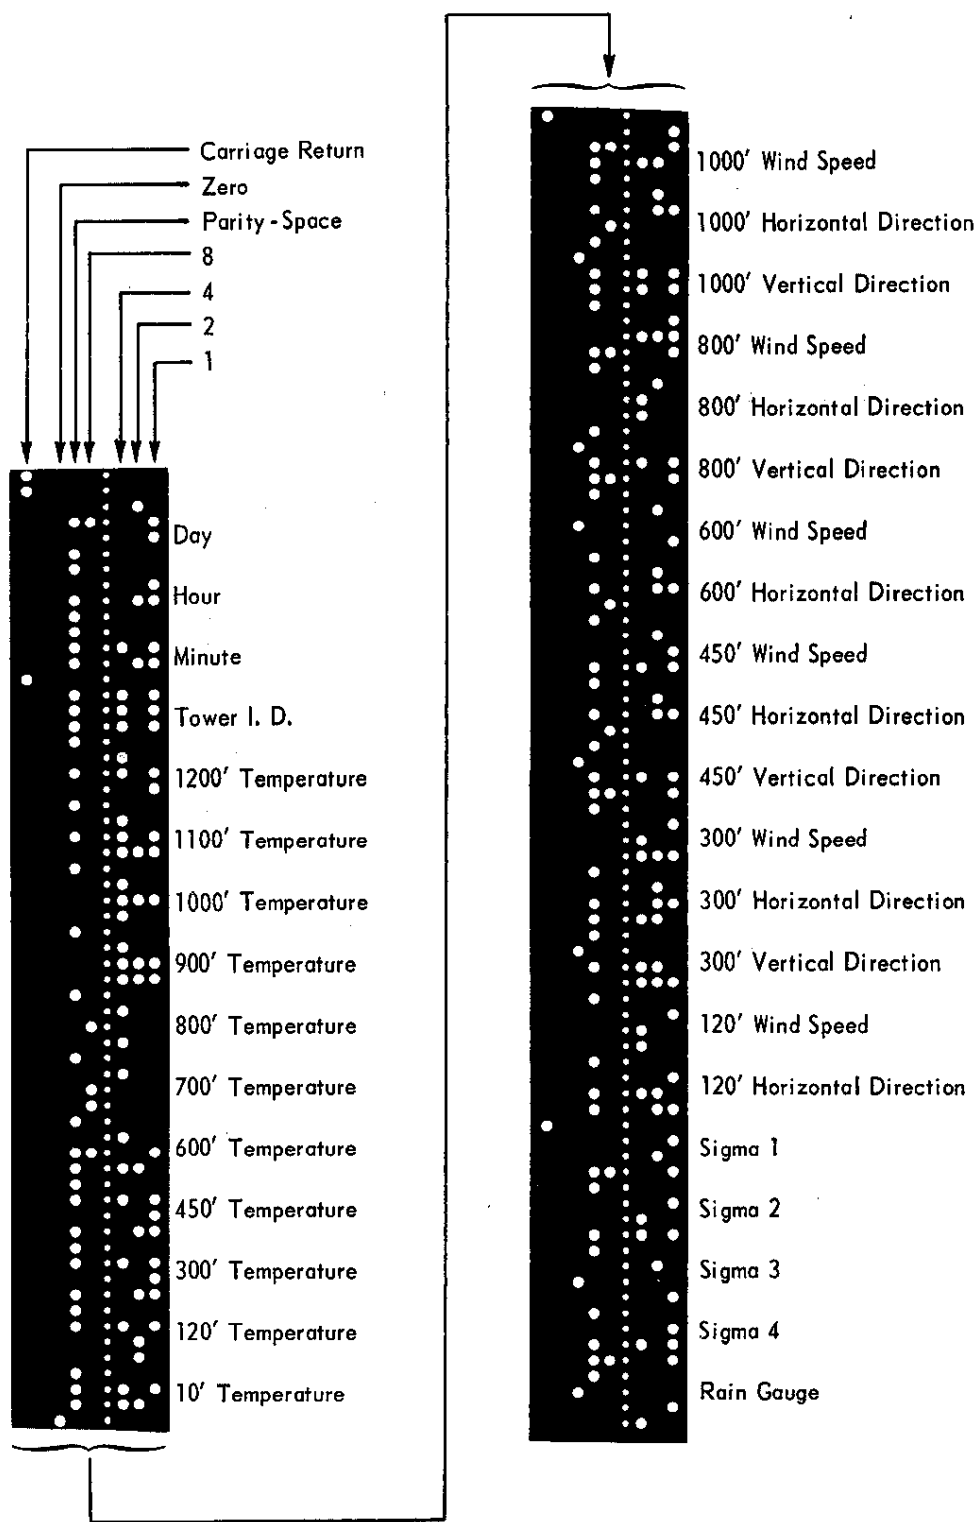 Carriage Return
Zero
Parity-Space
8
4
2
1
Day
Hour
Minute
Tower I. D.
1200' Temperature
1100' Temperature
1000' Temperature
900' Temperature
800' Temperature
700' Temperature
600' Temperature
450' Temperature
300' Temperature
120' Temperature
10' Temperature
1000' Wind Speed
1000' Horizontal Direction
1000' Vertical Direction
800' Wind Speed
800' Horizontal Direction
800' Vertical Direction
600' Wind Speed
600' Horizontal Direction
450' Wind Speed
450' Horizontal Direction
450' Vertical Direction
300' Wind Speed
300' Horizontal Direction
300' Vertical Direction
120' Wind Speed
120' Horizontal Direction
Sigma 1
Sigma 2
Sigma 3
Sigma 4
Rain Gauge